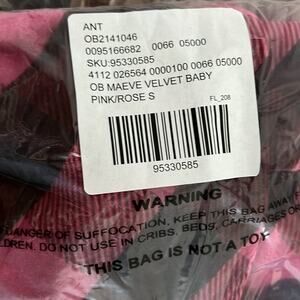 ANT
OB2141046
0095166682 0066 05000
SKU:95330585
4112 026564 0000100 0066 05000
OB MAEVE VELVET BABY
PINK/ROSE S
FL_208
95330585
WARNING
DANGER OF SUFFOCATION, KEEP THIS BAG AWAY
DO NOT USE IN CRIBS, BEDS, CARRIAGES OR
THIS BAG IS NOT A TOY